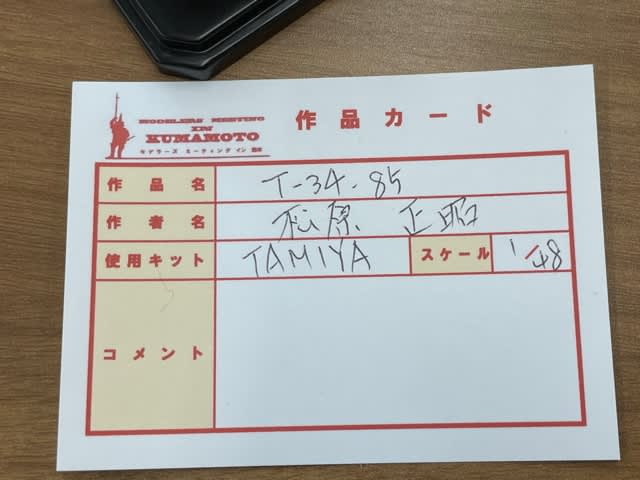 MODELERS MEETING
IN
KUMAMOTO
モデラーズ ミーティング イン 熊本
作品カード
作品名 T-34-85
作者名 松原 正昭
使用キット TAMIYA スケール 1/48
コメント